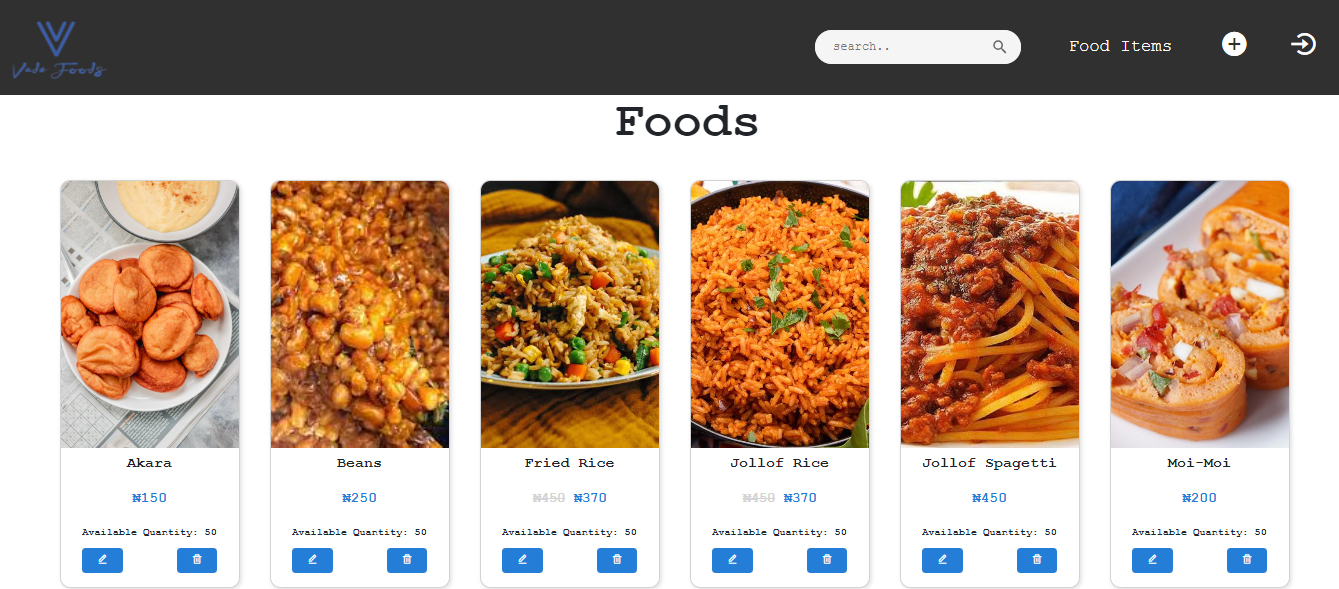 Vada Foods
search..
Food Items
Foods
Akara
₦150
Available Quantity: 50
Beans
₦250
Available Quantity: 50
Fried Rice
₦450 ₦370
Available Quantity: 50
Jollof Rice
₦450 ₦370
Available Quantity: 50
Jollof Spagetti
₦450
Available Quantity: 50
Moi-Moi
₦200
Available Quantity: 50